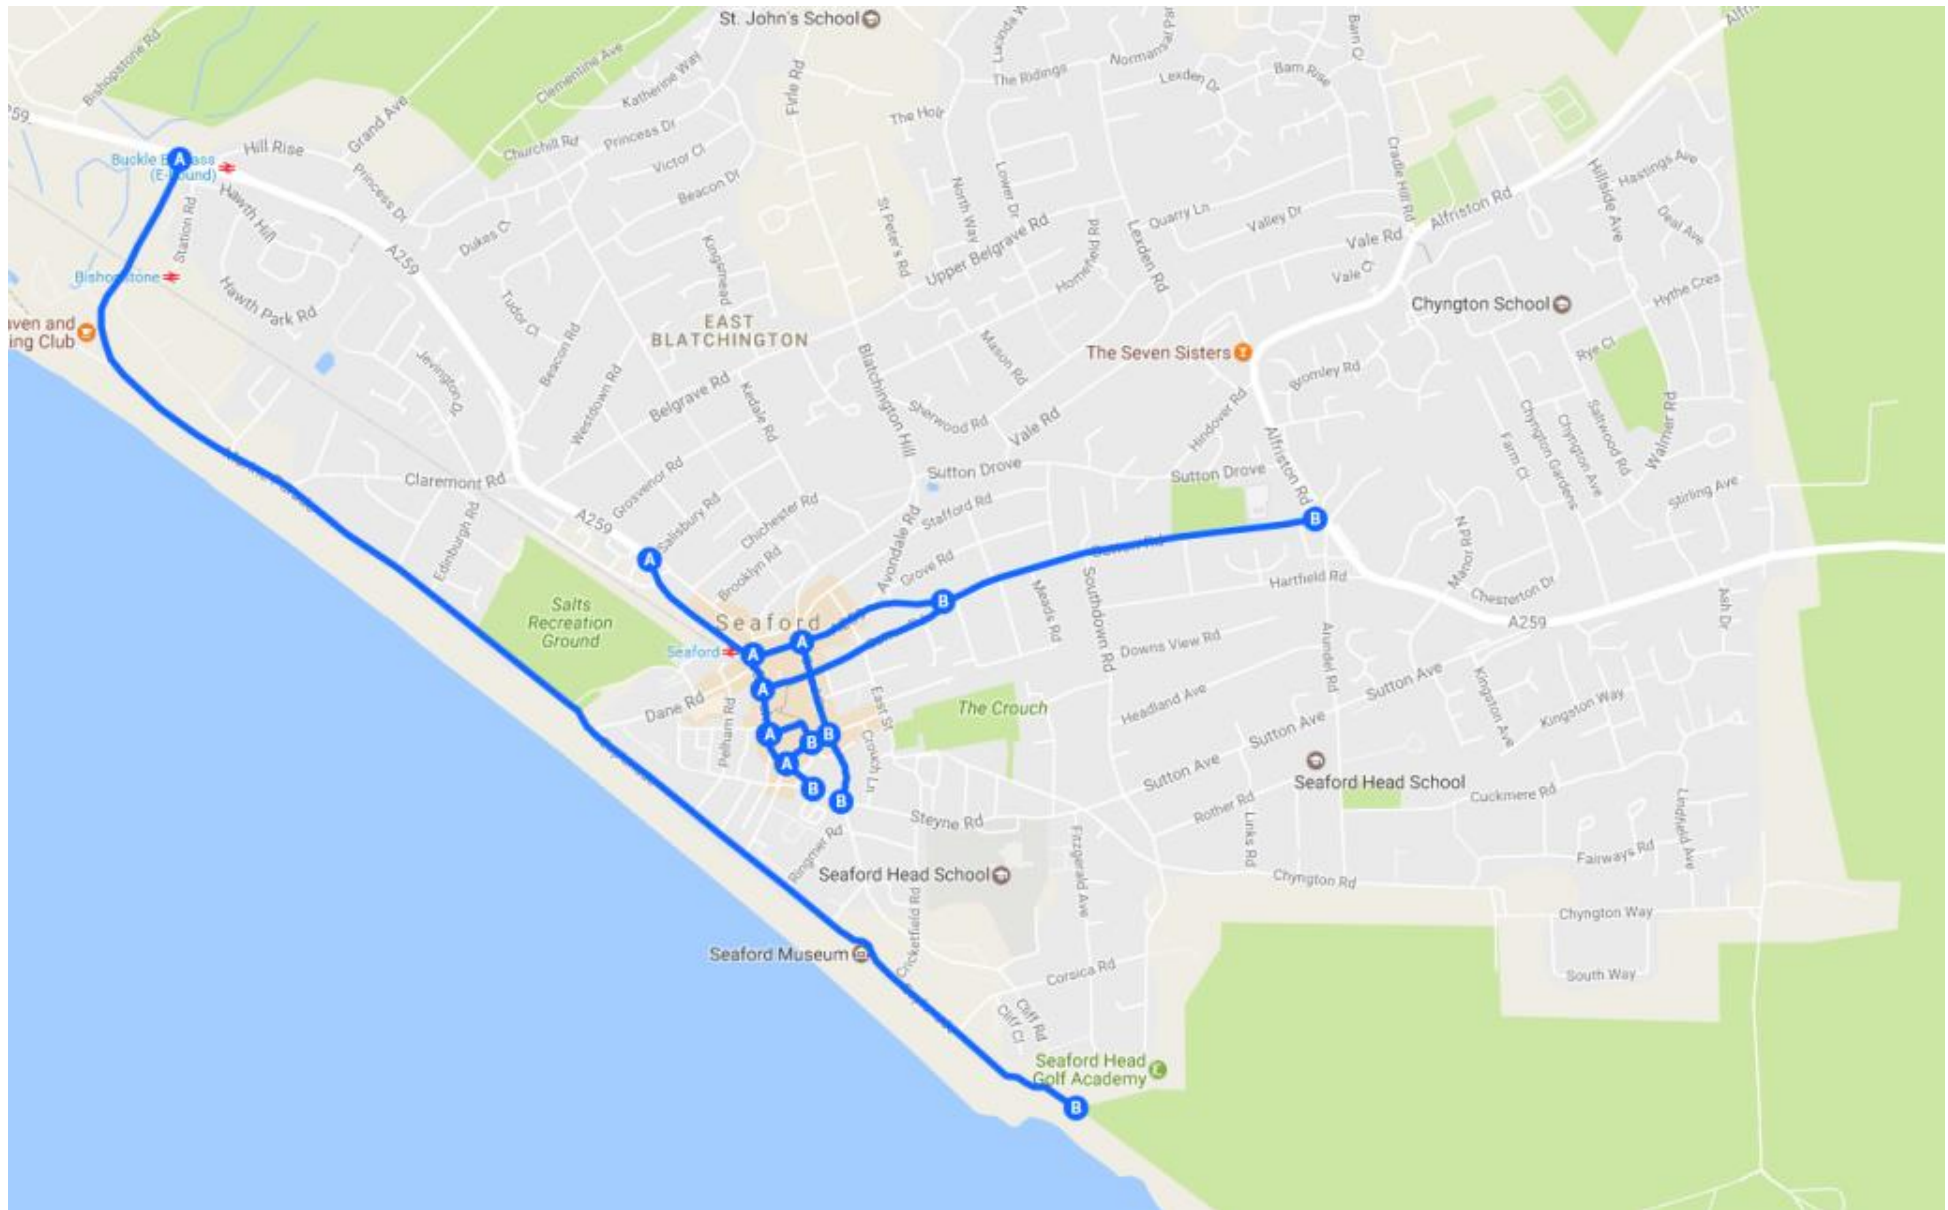 St. John's School
Bishopstone Rd
Clementine Ave
Katherine Way
Firle Rd
The Ridings
Lexden Dr
Barn Rise
59
Grand Ave
Hill Rise
Churchill Rd
Princess Dr
Victor Cl
Beacon Dr
Buckle
(E-
Station Rd
Hawth Hill
Princess Dr
Dukes Cl
A259
Kingsmead
St Peter's Rd
North Way
Lower Dr
Upper Belgrave Rd
Homefield Rd
Lexden Rd
Quarry Ln
Valley Dr
Vale Rd
Vale Cl
Cradle Hill Rd
Alfriston Rd
Hillside Ave
Hastings Ave
Deal Ave
Hythe Cres
Hawth Park Rd
Tudor Cl
Beacon Rd
Jevington Dr
Westdown Rd
EAST
BLATCHINGTON
Belgrave Rd
Kedale Rd
Blatchington Hill
Mason Rd
Sherwood Rd
Vale Rd
The Seven Sisters
Chyngton School
Bromley Rd
Rye Cl
Walmer Rd
Hindover Rd
Alfriston Rd
Farm Cl
Chyngton Gardens
Chyngton Ave
Saltwood Rd
Stirling Ave
aven and
ing Club
Claremont Rd
Edinburgh Rd
A259
Grosvenor Rd
Salisbury Rd
Chichester Rd
Brooklyn Rd
Avondale Rd
Stafford Rd
Grove Rd
Sutton Drove
Sutton Drove
Manor Rd N
Chesterton Dr
Hartfield Rd
A259
Ash Dr
Salts
Recreation
Ground
Seaford
Seaford
Dane Rd
Pelham Rd
East St
Crouch Ln
The Crouch
Meads Rd
Southdown Rd
Downs View Rd
Headland Ave
Arundel Rd
Sutton Ave
Sutton Ave
Sutton Ave
Kingston Ave
Kingston Way
Seaford Head School
Cuckmere Rd
Rother Rd
Links Rd
Lindfield Ave
Fairways Rd
Chyngton Rd
Chyngton Way
South Way
Steyne Rd
Ringmer Rd
Seaford Head School
Fitzgerald Ave
Cricketfield Rd
Seaford Museum
Corsica Rd
Cliff Rd
Cliff Cl
Seaford Head
Golf Academy
A
A
A
A
A
A
A
B
B
B
B
B
B
B